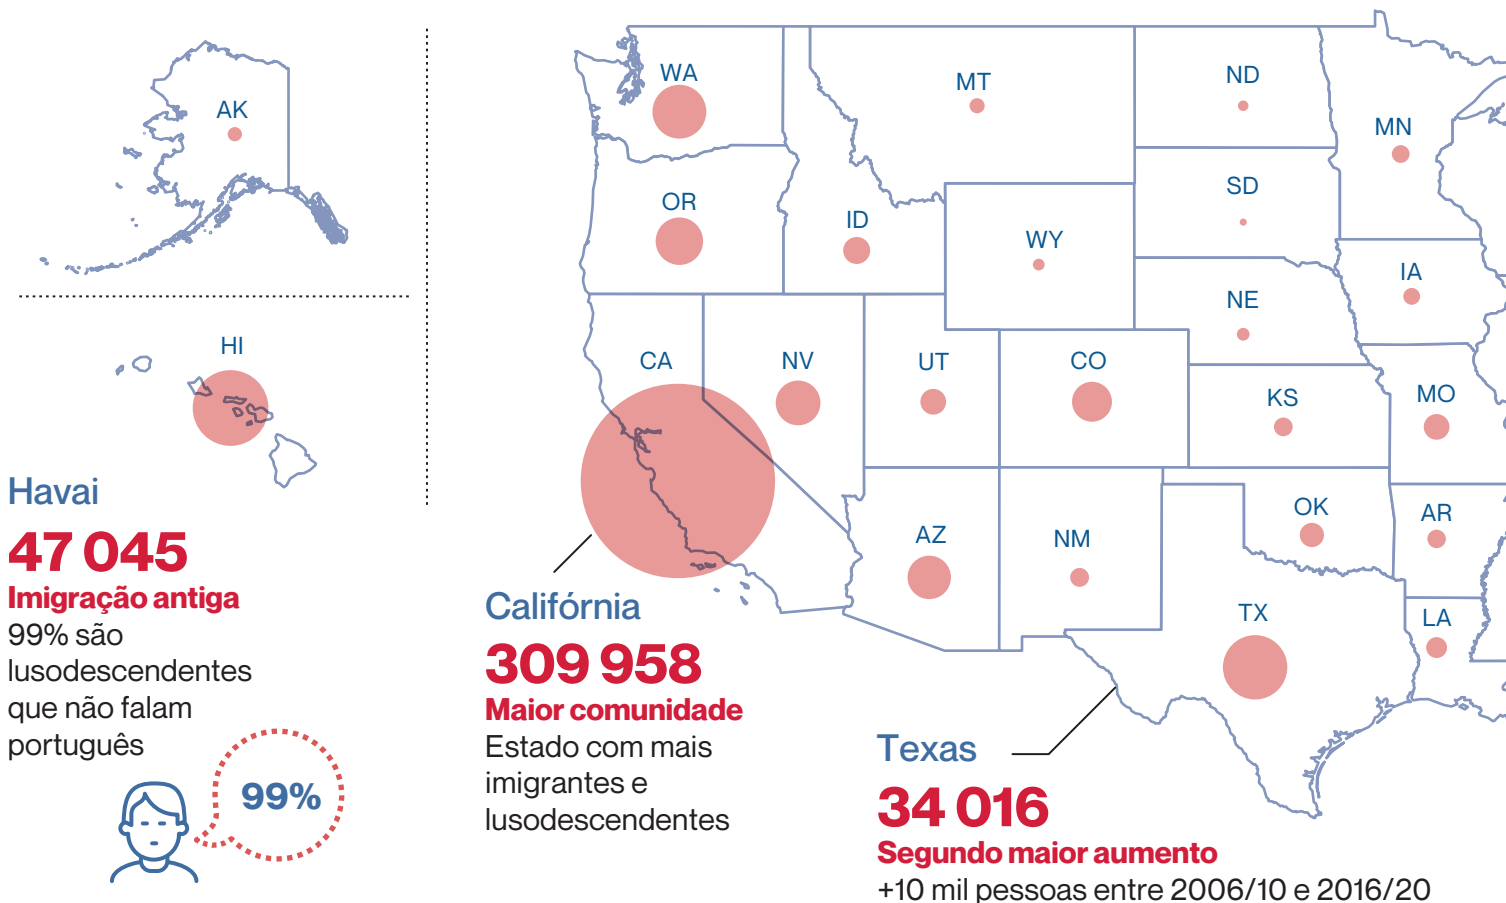 AK
HI
Havai
47 045
Imigração antiga
99% são
lusodescendentes
que não falam
português
99%
WA
MT
ND
MN
OR
ID
WY
SD
IA
NE
CA
NV
UT
CO
KS
MO
AZ
NM
OK
AR
TX
LA
Califórnia
309 958
Maior comunidade
Estado com mais
imigrantes e
lusodescendentes
Texas
34 016
Segundo maior aumento
+10 mil pessoas entre 2006/10 e 2016/20